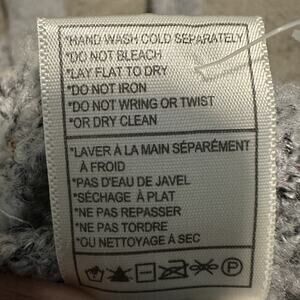 *HAND WASH COLD SEPARATELY
*DO NOT BLEACH
*LAY FLAT TO DRY
*DO NOT IRON
*DO NOT WRING OR TWIST
*OR DRY CLEAN
*LAVER À LA MAIN SÉPARÉMENT
À FROID
*PAS D'EAU DE JAVEL
*SÉCHAGE À PLAT
*NE PAS REPASSER
*NE PAS TORDRE
*OU NETTOYAGE À SEC
P